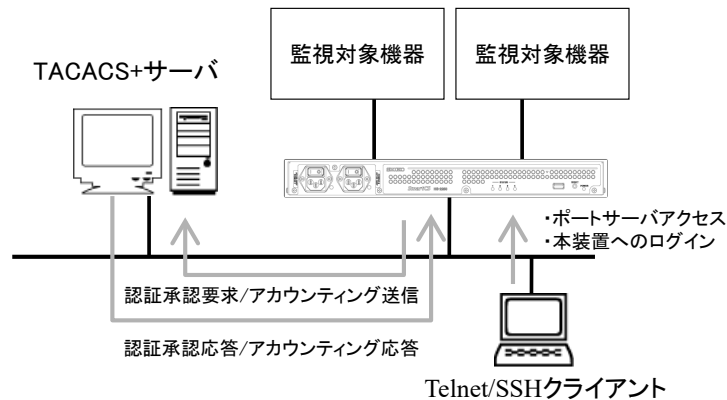 TACACS+サーバ
監視対象機器
監視対象機器
SmartCS
・ポートサーバアクセス
・本装置へのログイン
認証承認要求/アカウンティング送信
認証承認応答/アカウンティング応答
Telnet/SSHクライアント